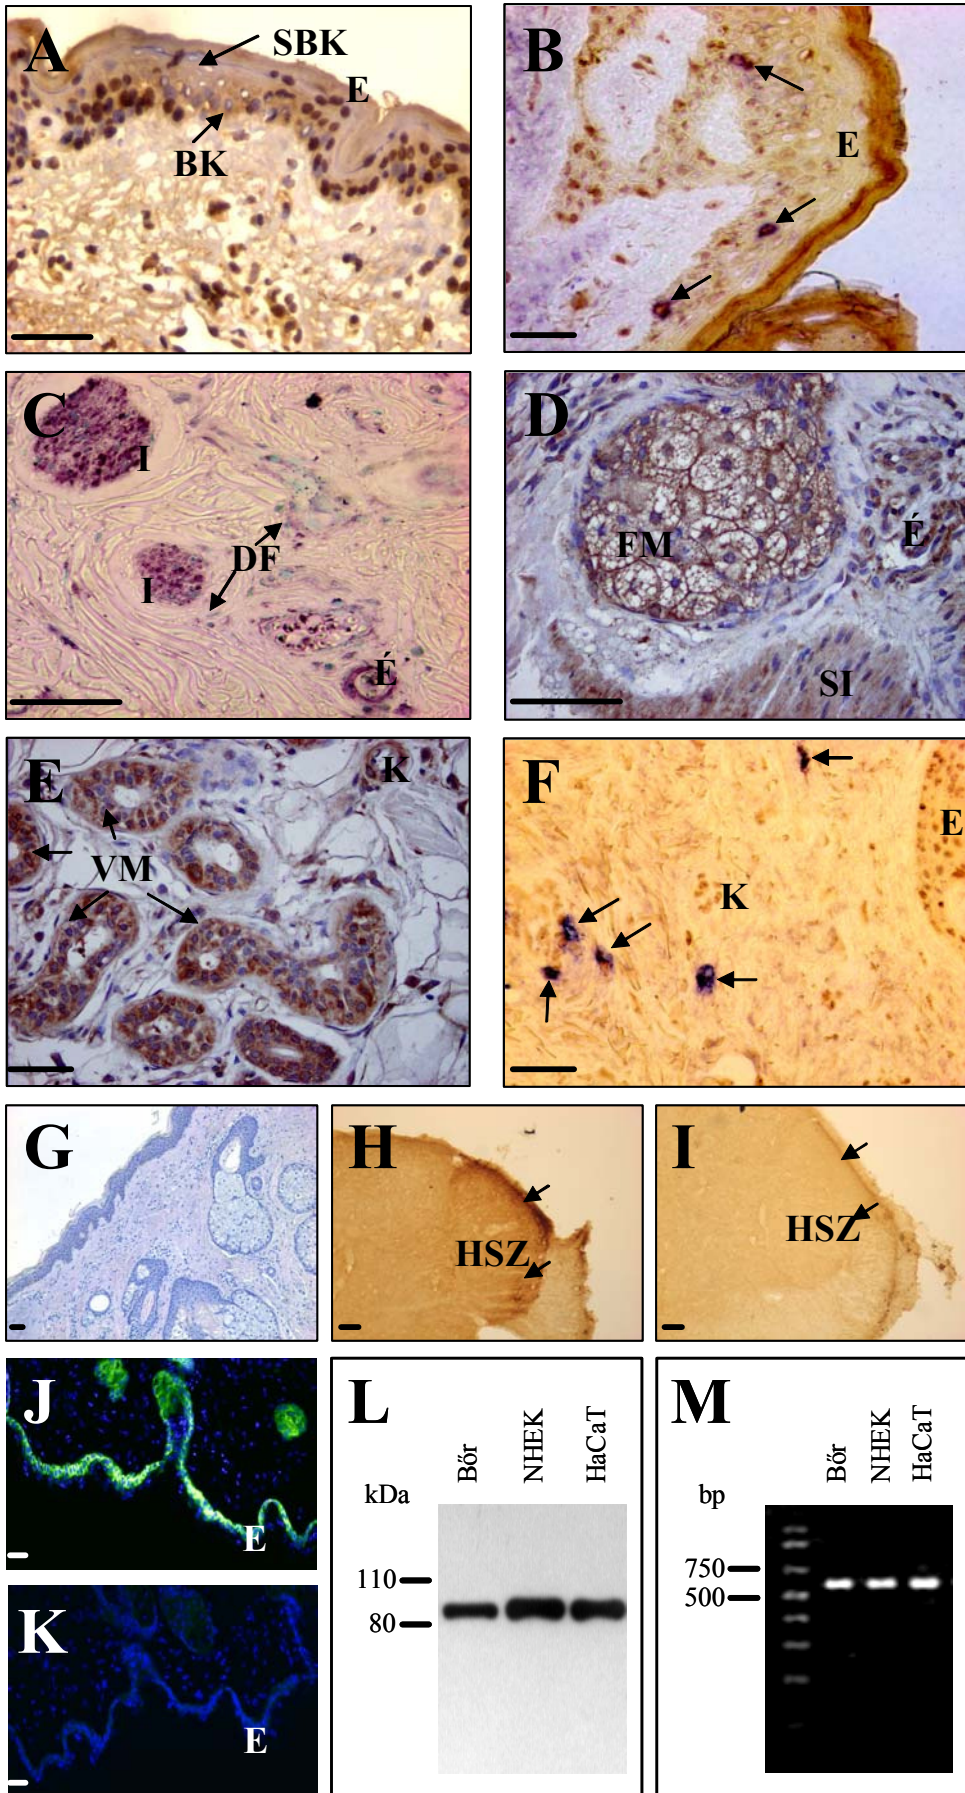 A
SBK
E
BK
B
E
C
I
I
DF
É
D
FM
É
SI
E
K
VM
F
E
K
G
H
HSZ
I
HSZ
J
E
K
E
L
Bőr
NHEK
HaCaT
kDa
110
80
M
Bőr
NHEK
HaCaT
bp
750
500